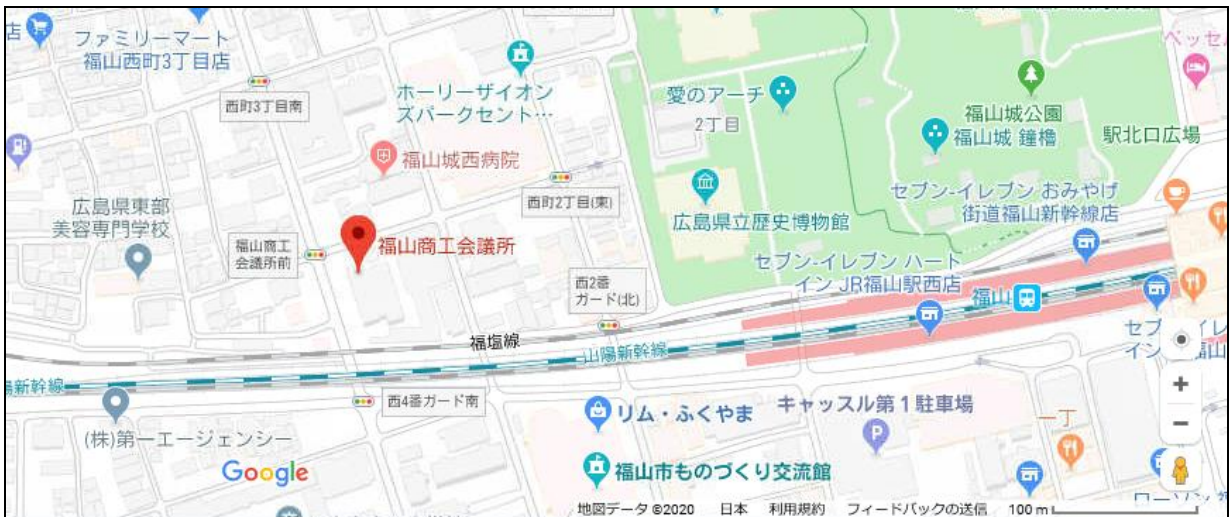 店
ファミリーマート
福山西町3丁目店
西町3丁目南
ホーリーザイオン
ズパークセント…
愛のアーチ
2丁目
ベッセ
福山城公園
福山城 鐘櫓
駅北口広場
福山城西病院
西町2丁目(東)
広島県立歴史博物館
セブン-イレブン おみやげ
街道福山新幹線店
広島県東部
美容専門学校
福山商工
会議所前
福山商工会議所
セブン-イレブン ハート
イン JR福山駅西店
西2番
ガード(北)
福山
福塩線
山陽新幹線
陽新幹線
西4番ガード南
(株)第一エージェンシー
リム・ふくやま
キャッスル第1駐車場
一丁
福山市ものづくり交流館
Google
地図データ ©2020 日本 利用規約 フィードバックの送信 100 m